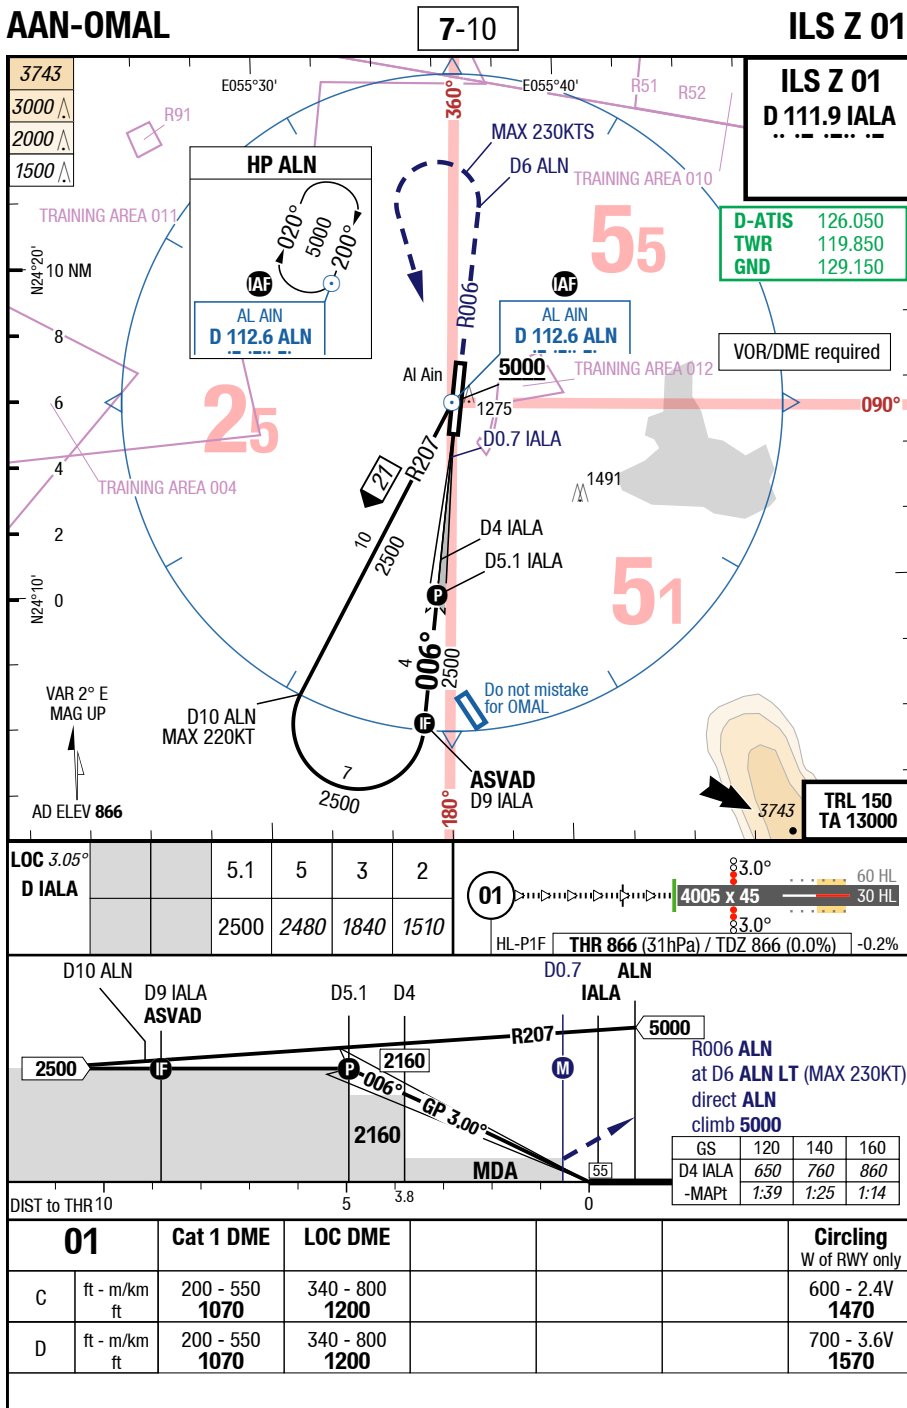 AAN-OMAL
7-10
ILS Z 01
3743
3000
2000
1500
E055°30'
E055°40'
R91
R51
R52
360°
ILS Z 01
D 111.9 IALA
D-ATIS 126.050
TWR 119.850
GND 129.150
VOR/DME required
HP ALN
020°
5000
200°
IAF
AL AIN
D 112.6 ALN
MAX 230KTS
D6 ALN
R006
TRAINING AREA 010
TRAINING AREA 011
55
IAF
AL AIN
D 112.6 ALN
N24°20'
10 NM
8
6
4
2
0
N24°10'
Al Ain
5000
1275
TRAINING AREA 012
090°
25
D0.7 IALA
R207
21
1491
TRAINING AREA 004
10
2500
D4 IALA
D5.1 IALA
P
51
006°
4
2500
Do not mistake
for OMAL
VAR 2° E
MAG UP
D10 ALN
MAX 220KT
IF
ASVAD
D9 IALA
7
2500
180°
AD ELEV 866
3743
TRL 150
TA 13000
LOC 3.05°
D IALA
5.1 5 3 2
2500 2480 1840 1510
01
3.0°
4005 x 45
60 HL
30 HL
3.0°
HL-P1F
THR 866 (31hPa) / TDZ 866 (0.0%)
-0.2%
D10 ALN
D9 IALA
ASVAD
D5.1
D4
D0.7
ALN
IALA
R207
5000
2500
IF
P
2160
M
006°
GP 3.00°
2160
MDA
55
R006 ALN
at D6 ALN LT (MAX 230KT)
direct ALN
climb 5000
GS 120 140 160
D4 IALA 650 760 860
-MAPt 1:39 1:25 1:14
DIST to THR 10
5
3.8
0
01 Cat 1 DME LOC DME Circling
W of RWY only
C ft - m/km 200 - 550 340 - 800 600 - 2.4V
ft 1070 1200 1470
D ft - m/km 200 - 550 340 - 800 700 - 3.6V
ft 1070 1200 1570